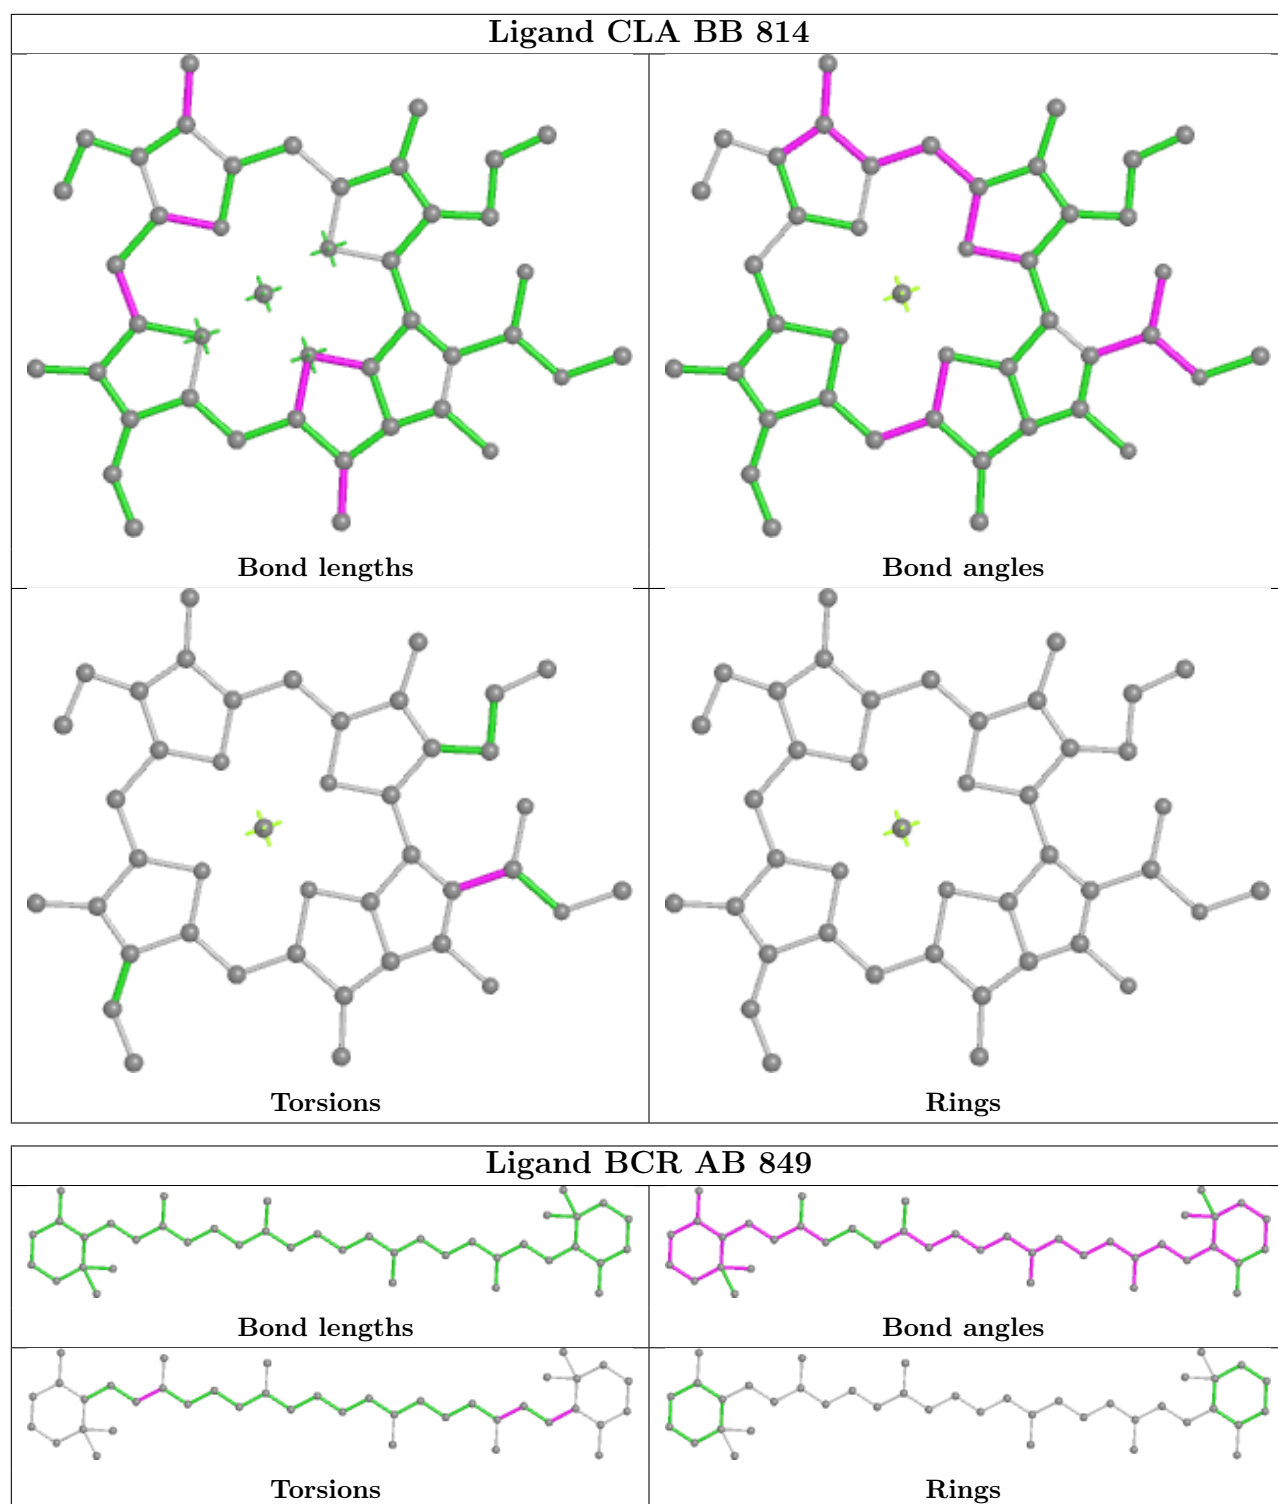 Ligand CLA BB 814
Bond lengths
Bond angles
Torsions
Rings
Ligand BCR AB 849
Bond lengths
Bond angles
Torsions
Rings